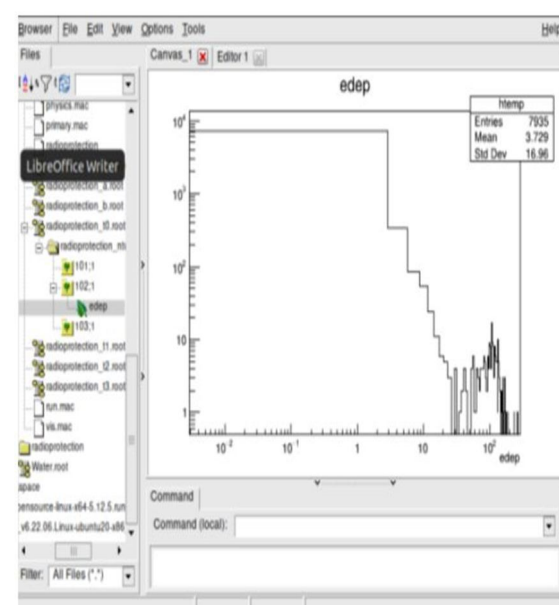 Browser File Edit View Options Tools Help
Files
Canvas_1 Editor 1
physics.mac
primary.mac
radioprotection
LibreOffice Writer
radioprotection_a.root
radioprotection_b.root
radioprotection_t0.root
radioprotection_nt
101;1
102;1
edep
103;1
radioprotection_t1.root
radioprotection_t2.root
radioprotection_t3.root
run.mac
vis.mac
radioprotection
Water.root
space
pensource-linux-x64-5.12.5.run
_v6.22.06.Linux-ubuntu20-x86
Filter: All Files (*.*)
edep
htemp
Entries 7935
Mean 3.729
Std Dev 16.96
10⁴
10³
10²
10
1
10⁻² 10⁻¹ 1 10 10²
edep
Command
Command (local):